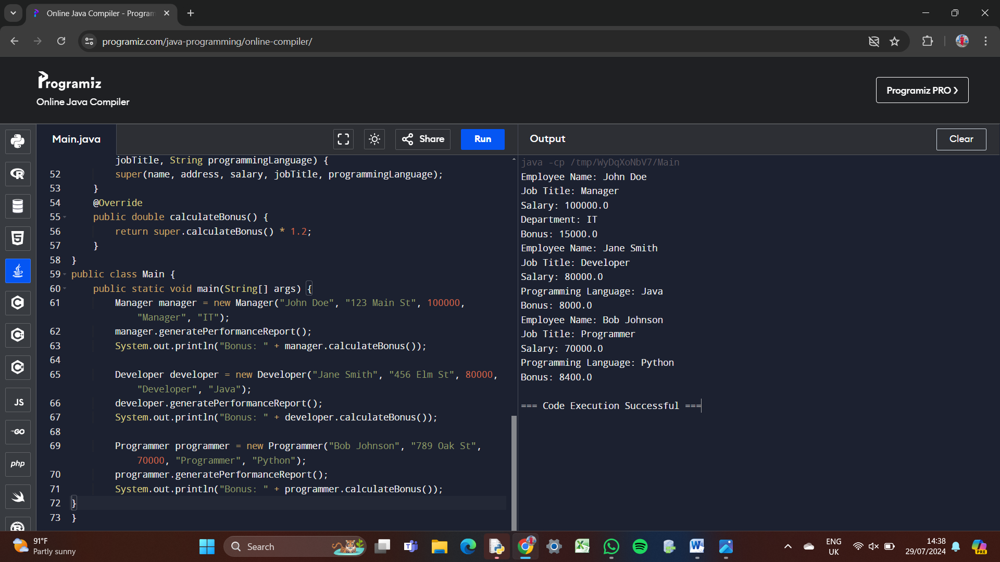 Online Java Compiler - Program
programiz.com/java-programming/online-compiler/
Programiz
Online Java Compiler
Programiz PRO ❯
Main.java
Share
Run
Output
Clear
jobTitle, String programmingLanguage) {
52 super(name, address, salary, jobTitle, programmingLanguage);
53 }
54 @Override
55 public double calculateBonus() {
56 return super.calculateBonus() * 1.2;
57 }
58 }
59 public class Main {
60 public static void main(String[] args) {
61 Manager manager = new Manager("John Doe", "123 Main St", 100000,
"Manager", "IT");
62 manager.generatePerformanceReport();
63 System.out.println("Bonus: " + manager.calculateBonus());
64
65 Developer developer = new Developer("Jane Smith", "456 Elm St", 80000,
"Developer", "Java");
66 developer.generatePerformanceReport();
67 System.out.println("Bonus: " + developer.calculateBonus());
68
69 Programmer programmer = new Programmer("Bob Johnson", "789 Oak St",
70000, "Programmer", "Python");
70 programmer.generatePerformanceReport();
71 System.out.println("Bonus: " + programmer.calculateBonus());
72 }
73 }
java -cp /tmp/WyDqXoNbV7/Main
Employee Name: John Doe
Job Title: Manager
Salary: 100000.0
Department: IT
Bonus: 15000.0
Employee Name: Jane Smith
Job Title: Developer
Salary: 80000.0
Programming Language: Java
Bonus: 8000.0
Employee Name: Bob Johnson
Job Title: Programmer
Salary: 70000.0
Programming Language: Python
Bonus: 8400.0
=== Code Execution Successful ===
R
5
C
C
C
JS
GO
php
R
91°F
Partly sunny
Search
ENG
UK
14:38
29/07/2024
PRE